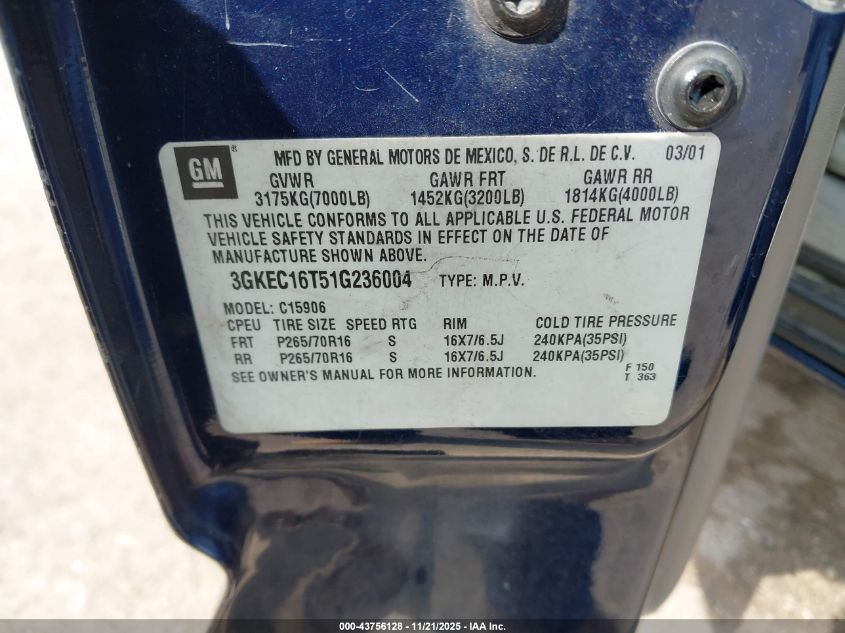 GM ® MFD BY GENERAL MOTORS DE MEXICO, S. DE R.L. DE C.V. 03/01
GVWR GAWR FRT GAWR RR
3175KG(7000LB) 1452KG(3200LB) 1814KG(4000LB)
THIS VEHICLE CONFORMS TO ALL APPLICABLE U.S. FEDERAL MOTOR
VEHICLE SAFETY STANDARDS IN EFFECT ON THE DATE OF
MANUFACTURE SHOWN ABOVE.
3GKEC16T51G236004 TYPE: M.P.V.
MODEL: C15906
CPEU TIRE SIZE SPEED RTG RIM COLD TIRE PRESSURE
FRT P265/70R16 S 16X7/6.5J 240KPA(35PSI)
RR P265/70R16 S 16X7/6.5J 240KPA(35PSI)
SEE OWNER'S MANUAL FOR MORE INFORMATION.
F 150
T 363
000-43756128 - 11/21/2025 - IAA Inc.